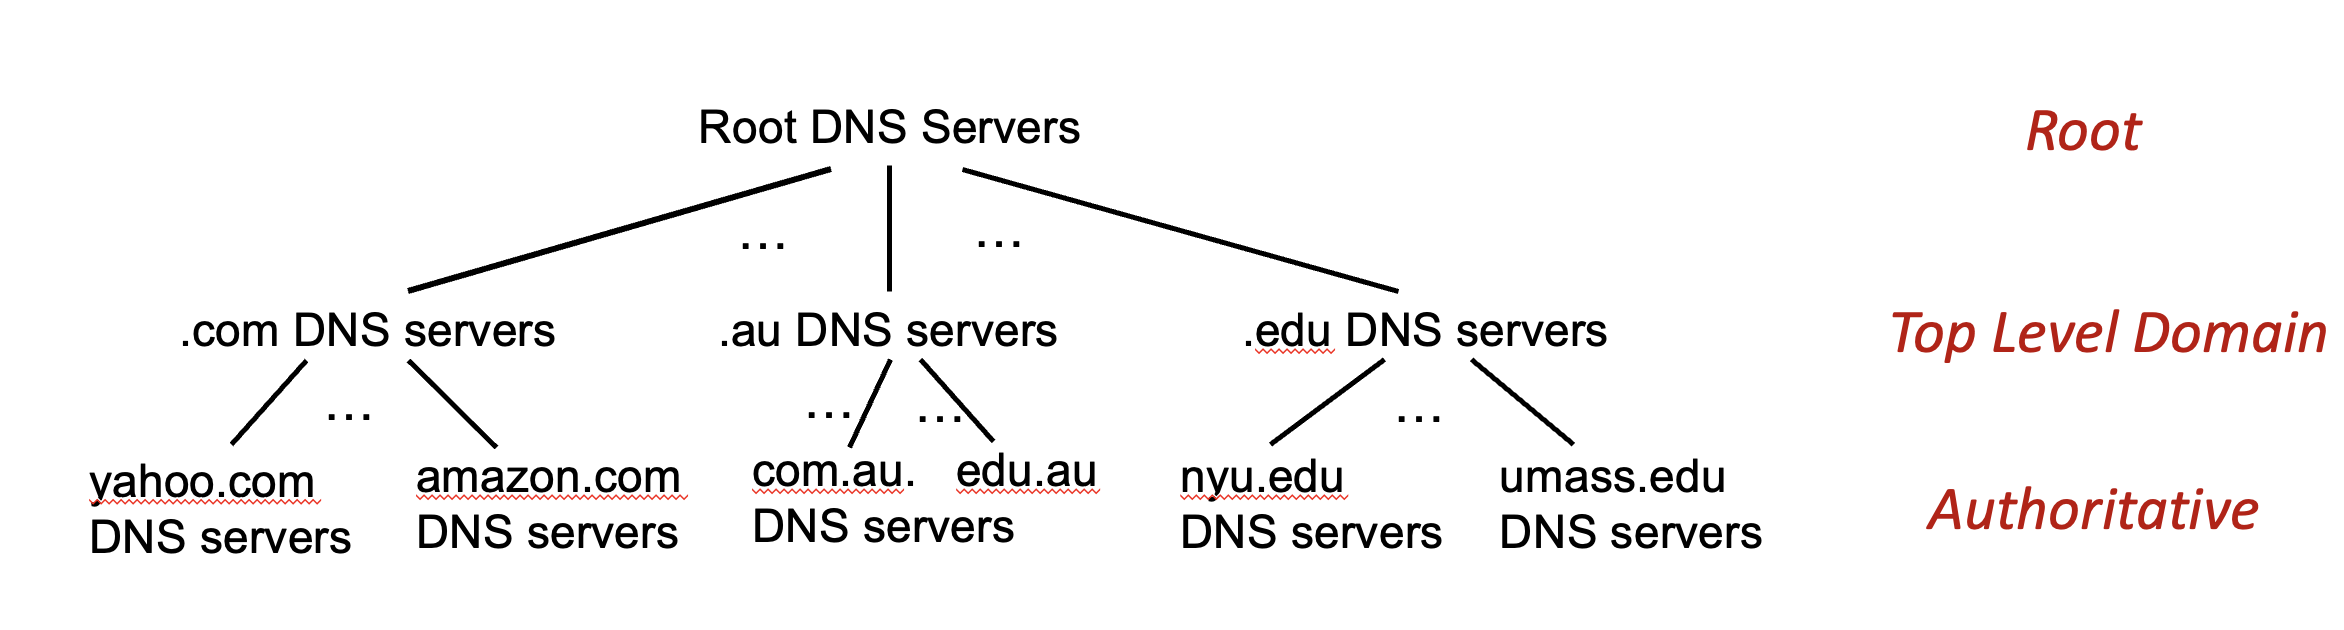 Root DNS Servers
Root
...
...
.com DNS servers
.au DNS servers
.edu DNS servers
Top Level Domain
...
...
...
...
yahoo.com
DNS servers
amazon.com
DNS servers
com.au.
edu.au
DNS servers
nyu.edu
DNS servers
umass.edu
DNS servers
Authoritative